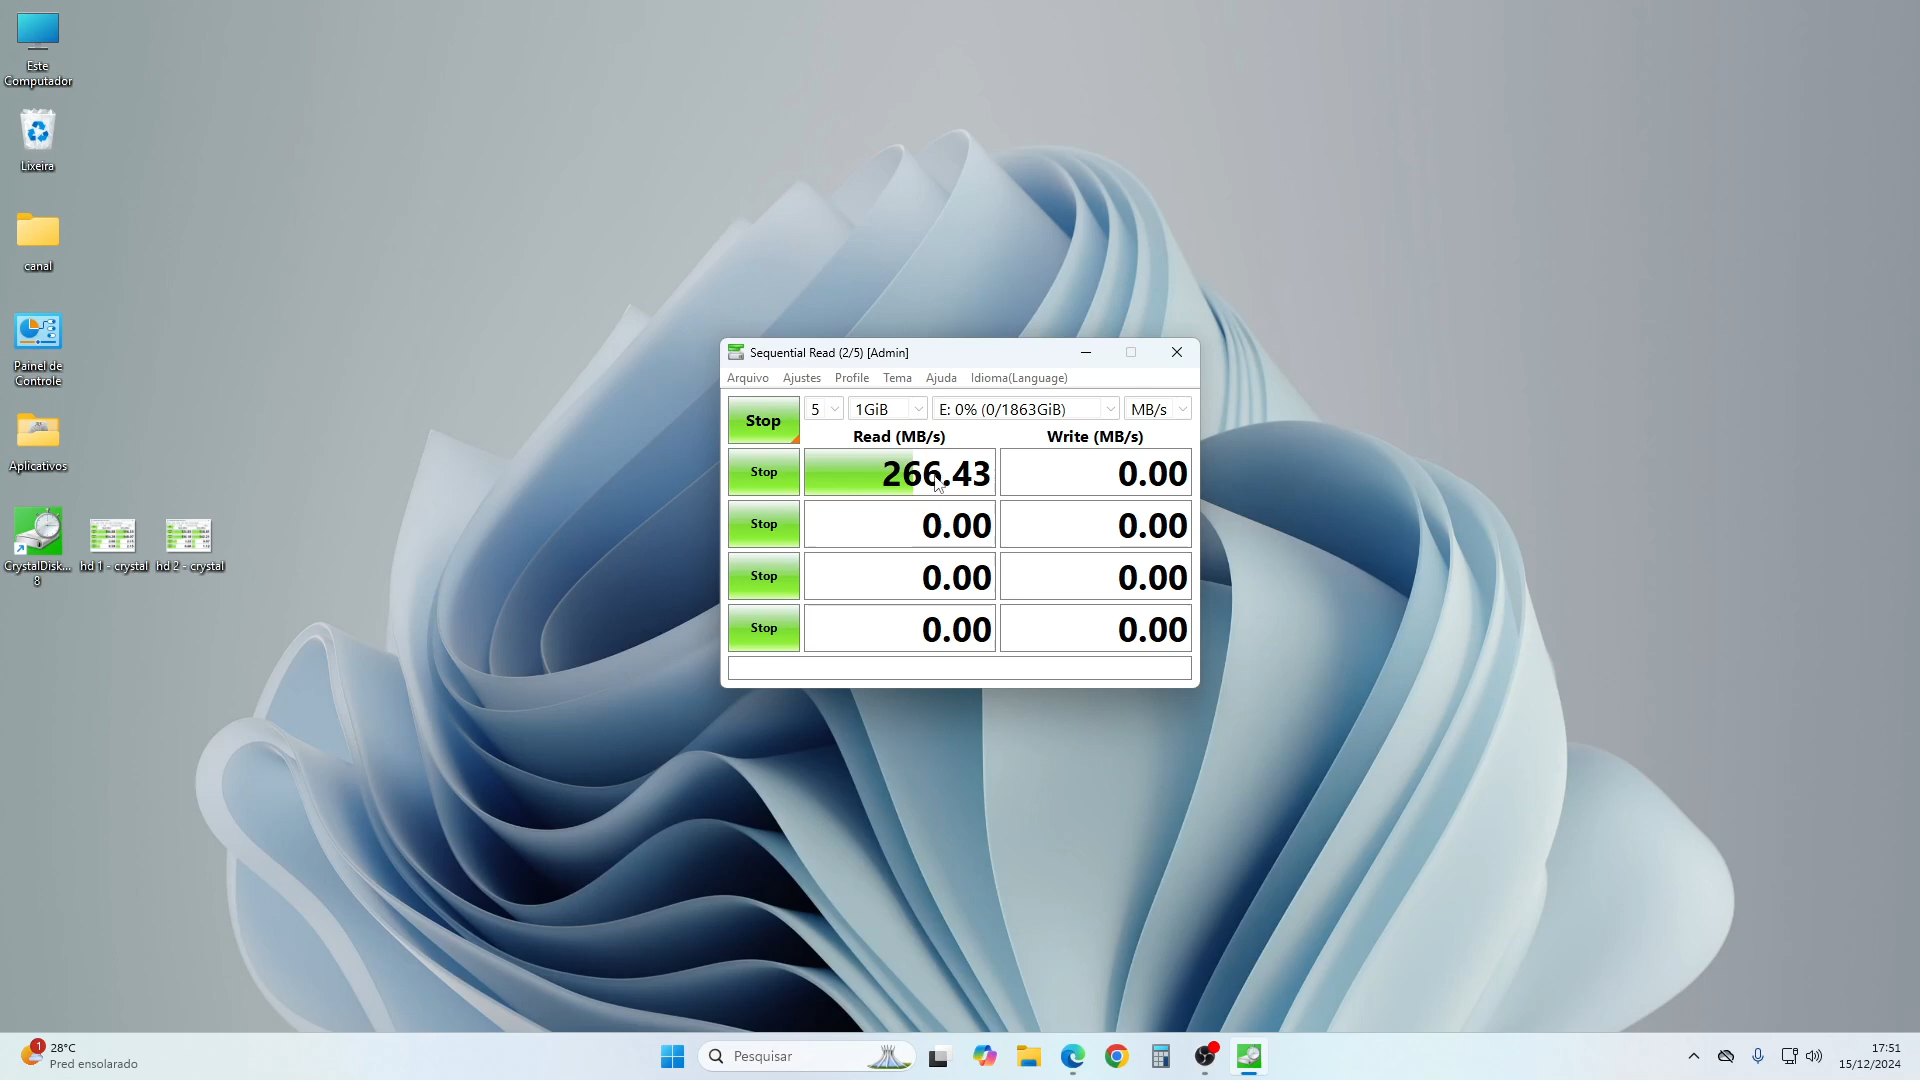 Este
Computador
Lixeira
canal
Painel de
Controle
Aplicativos
CrystalDisk...
8
hd 1 - crystal
hd 2 - crystal
Sequential Read (2/5) [Admin]
Arquivo Ajustes Profile Tema Ajuda Idioma(Language)
Stop 5 1GiB E: 0% (0/1863GiB) MB/s
Read (MB/s) Write (MB/s)
Stop 266.43 0.00
Stop 0.00 0.00
Stop 0.00 0.00
Stop 0.00 0.00
1
28°C
Pred ensolarado
Pesquisar
17:51
15/12/2024